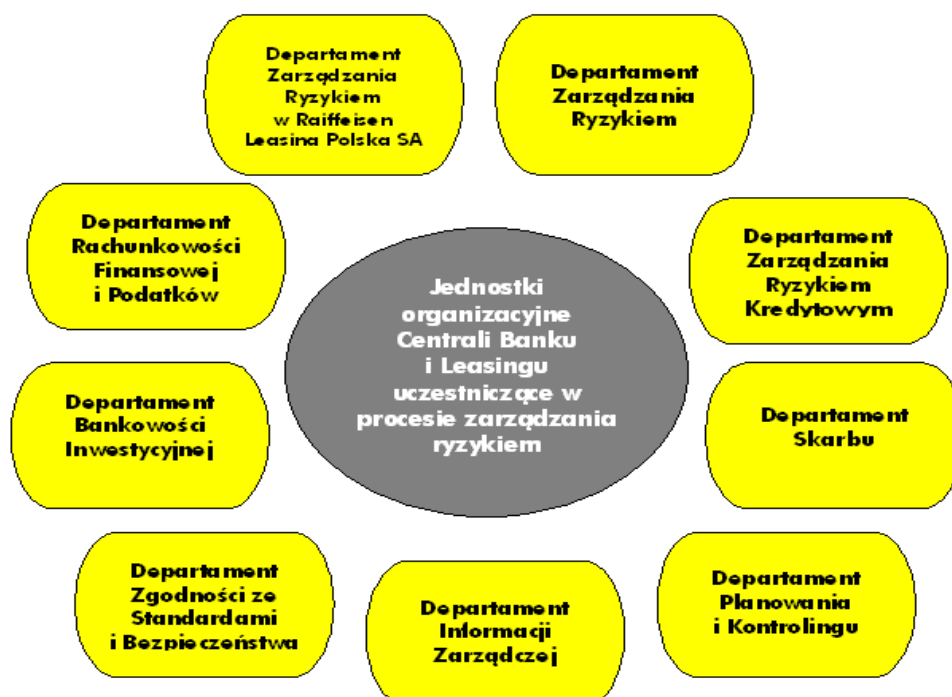 Departament
Zarządzania
Ryzykiem
w Raiffeisen
Leasina Polska SA
Departament
Zarządzania
Ryzykiem
Departament
Rachunkowości
Finansowej
i Podatków
Departament
Zarządzania
Ryzykiem
Kredytowym
Jednostki
organizacyjne
Centrali Banku
i Leasingu
uczestniczące w
procesie zarządzania
ryzykiem
Departament
Bankowości
Inwestycyjnej
Departament
Skarbu
Departament
Zgodności ze
Standardami
i Bezpieczeństwa
Departament
Informacji
Zarządczej
Departament
Planowania
i Kontrolingu